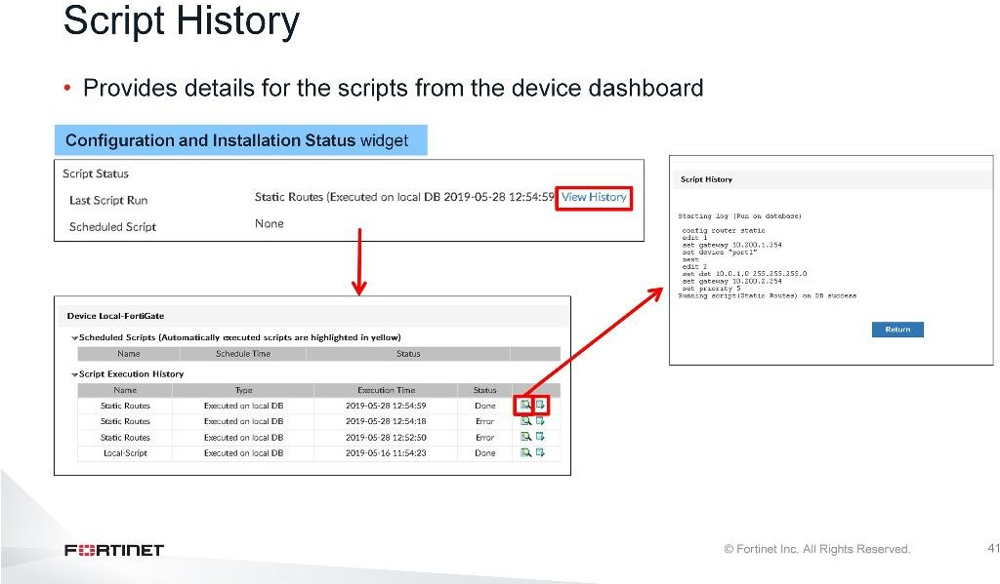 Script History
• Provides details for the scripts from the device dashboard
Configuration and Installation Status widget
Script Status
Last Script Run Static Routes (Executed on local DB 2019-05-28 12:54:59 View History
Scheduled Script None
Device Local-FortiGate
Scheduled Scripts (Automatically executed scripts are highlighted in yellow)
Name Schedule Time Status
Script Execution History
Name Type Execution Time Status
Static Routes Executed on local DB 2019-05-28 12:54:59 Done
Static Routes Executed on local DB 2019-05-28 12:54:18 Error
Static Routes Executed on local DB 2019-05-28 12:52:50 Error
Local-Script Executed on local DB 2019-05-16 11:54:23 Done
Script History
Starting log (Run on database)
config router static
edit 1
set gateway 10.200.1.254
set device "port1"
next
edit 2
set dst 10.0.1.0 255.255.255.0
set gateway 10.200.2.254
set priority 5
Running script(Static Routes) on DB success
Return
FORTINET
© Fortinet Inc. All Rights Reserved.
41